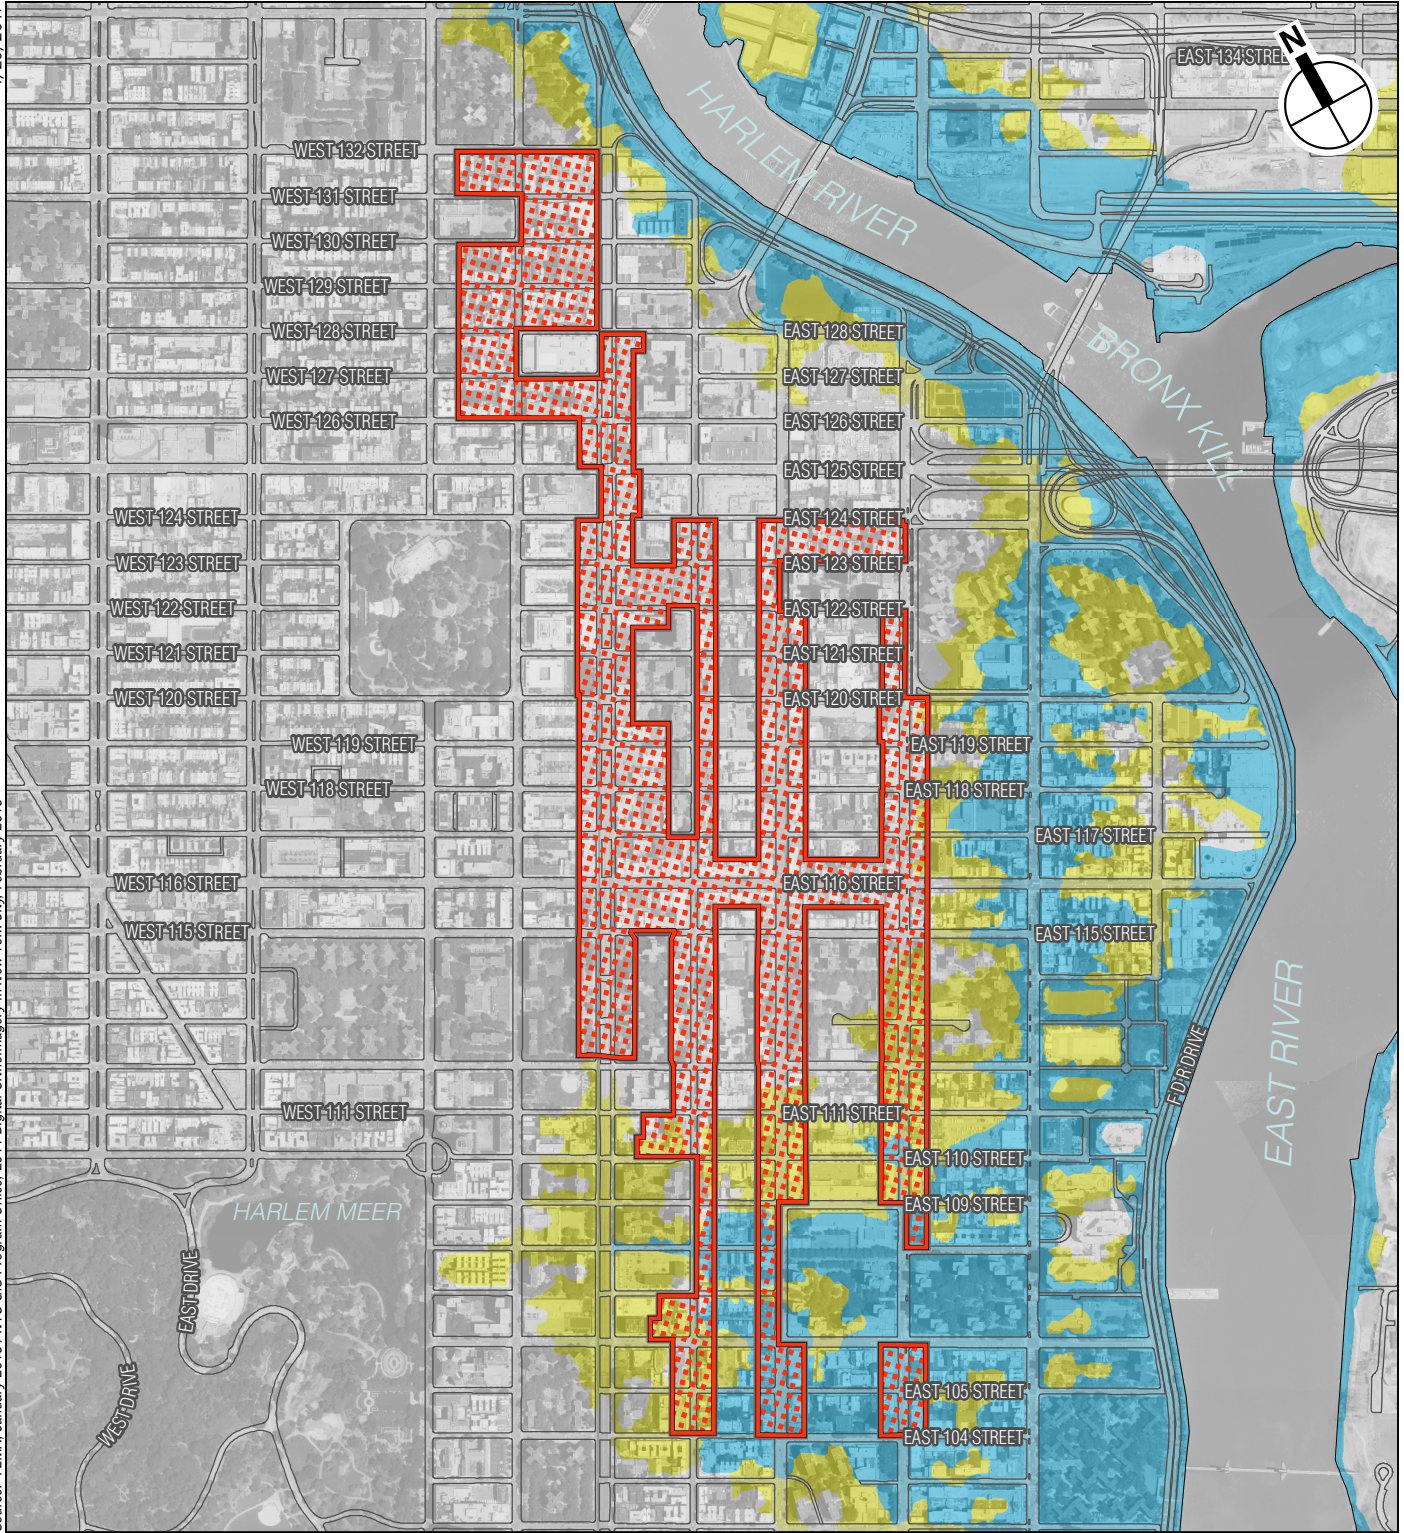 EAST 134 STREE
N
HARLEM RIVER
WEST 132 STREET
WEST 131 STREET
WEST 130 STREET
WEST 129 STREET
WEST 128 STREET
EAST 128 STREET
BRONX KILL
WEST 127 STREET
EAST 127 STREET
WEST 126 STREET
EAST 126 STREET
EAST 125 STREET
WEST 124 STREET
EAST 124 STREET
WEST 123 STREET
EAST 123 STREET
WEST 122 STREET
EAST 122 STREET
WEST 121 STREET
EAST 121 STREET
WEST 120 STREET
EAST 120 STREET
WEST 119 STREET
EAST 119 STREET
WEST 118 STREET
EAST 118 STREET
EAST 117 STREET
WEST 116 STREET
EAST 116 STREET
WEST 115 STREET
EAST 115 STREET
EAST RIVER
F D R DRIVE
WEST 111 STREET
EAST 111 STREET
EAST 110 STREET
HARLEM MEER
EAST 109 STREET
EAST DRIVE
WEST DRIVE
EAST 105 STREET
EAST 104 STREET